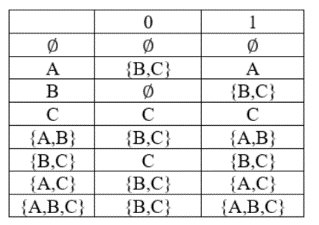 0 1
∅ ∅ ∅
A {B,C} A
B ∅ {B,C}
C C C
{A,B} {B,C} {A,B}
{B,C} C {B,C}
{A,C} {B,C} {A,C}
{A,B,C} {B,C} {A,B,C}